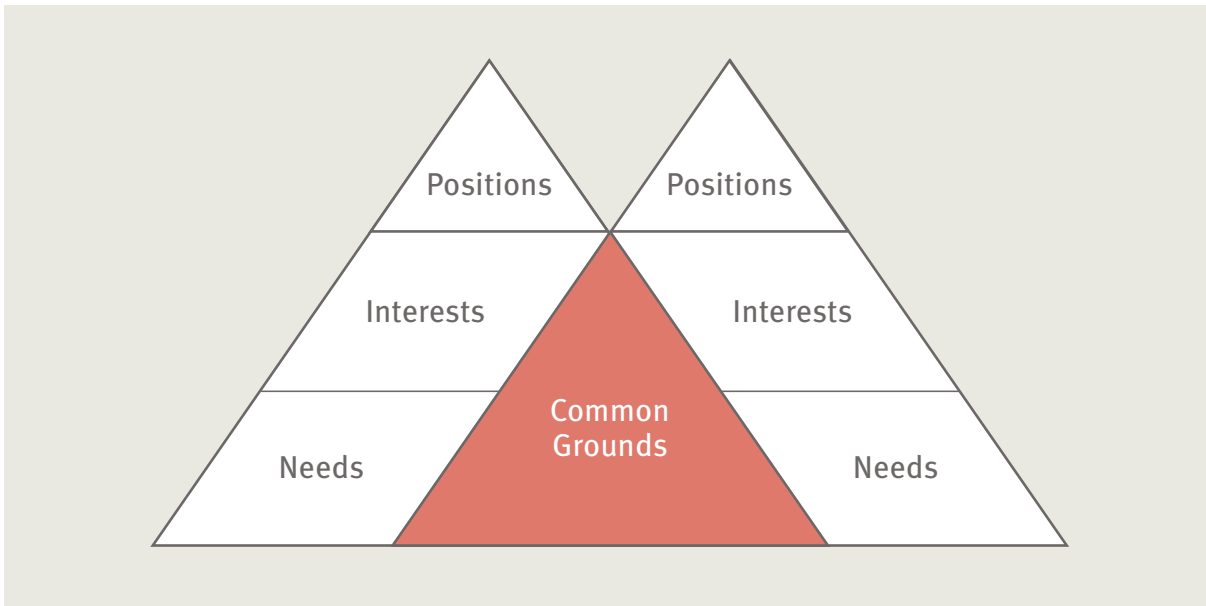 Positions
Positions
Interests
Interests
Common
Grounds
Needs
Needs